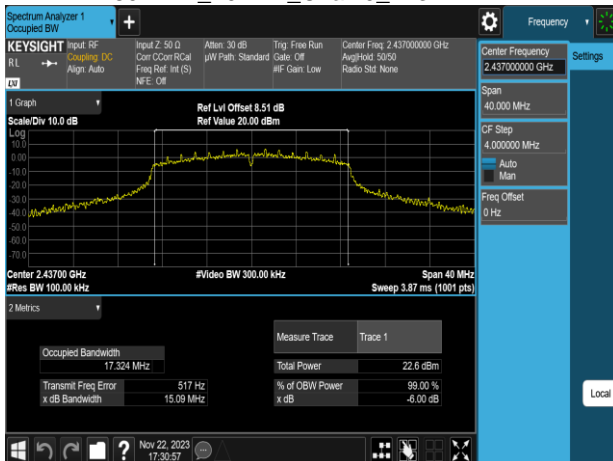 Spectrum Analyzer 1
Occupied BW
Frequency
KEYSIGHT
R L
Input: RF
Coupling: DC
Align: Auto
Input Z: 50 Ω
Corr CCorr RCal
Freq Ref: Int (S)
NFE: Off
Atten: 30 dB
µW Path: Standard
Trig: Free Run
Gate: Off
#IF Gain: Low
Center Freq: 2.437000000 GHz
Avg|Hold: 50/50
Radio Std: None
Center Frequency
2.437000000 GHz
Settings
Span
40.000 MHz
CF Step
4.000000 MHz
Auto
Man
Freq Offset
0 Hz
Local
1 Graph
Scale/Div 10.0 dB
Ref Lvl Offset 8.51 dB
Ref Value 20.00 dBm
Log
10.0
0.00
-10.0
-20.0
-30.0
-40.0
-50.0
-60.0
-70.0
Center 2.43700 GHz
#Video BW 300.00 kHz
Span 40 MHz
#Res BW 100.00 kHz
Sweep 3.87 ms (1001 pts)
2 Metrics
Measure Trace
Trace 1
Occupied Bandwidth
17.324 MHz
Total Power
22.6 dBm
Transmit Freq Error
517 Hz
% of OBW Power
99.00 %
x dB Bandwidth
15.09 MHz
x dB
-6.00 dB
Nov 22, 2023
17:30:57